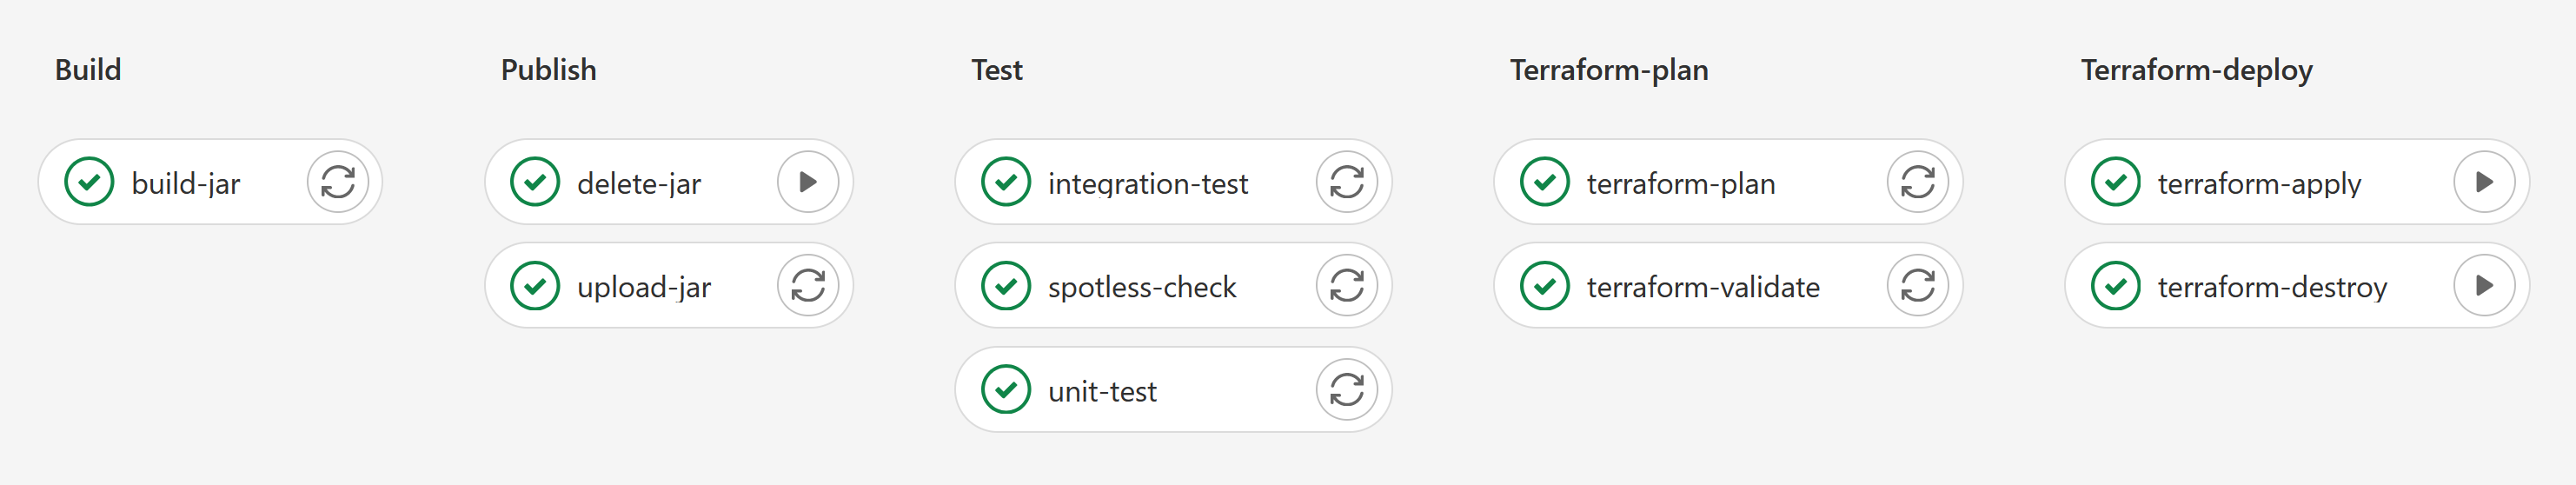 Build
build-jar
Publish
delete-jar
upload-jar
Test
integration-test
spotless-check
unit-test
Terraform-plan
terraform-plan
terraform-validate
Terraform-deploy
terraform-apply
terraform-destroy